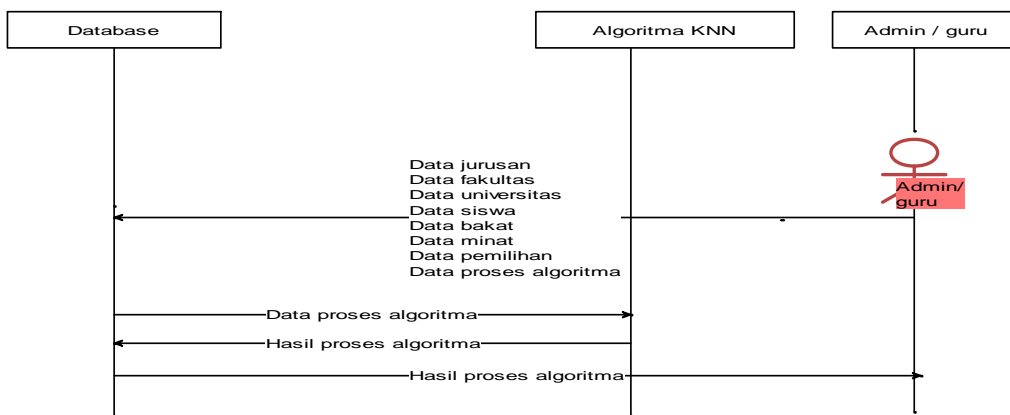 Database
Algoritma KNN
Admin / guru
Data jurusan
Data fakultas
Data universitas
Data siswa
Data bakat
Data minat
Data pemilihan
Data proses algoritma
Admin/
guru
Data proses algoritma
Hasil proses algoritma
Hasil proses algoritma